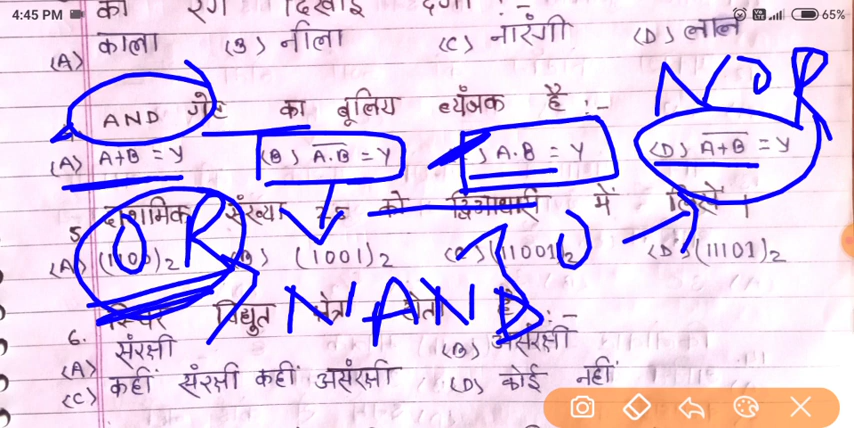 4:45 PM 65%
का रंग दिखाई देगा :-
(A) काला (B) नीला (C) नारंगी (D) लाल
NOR
AND गेट का बूलियन व्यंजक है :-
(A) A+B = Y (B) A̅.̅B̅ = Y (C) A.B = Y (D) A̅+̅B̅ = Y
5. दाशमिक संख्या को द्विआधारी में लिखें।
OR
(A) (1100)2 (B) (1001)2 (C) (11001)2 (D) (11101)2
NAND
6. स्थिर विद्युत क्षेत्र होता है :-
(A) संरक्षी (B) असंरक्षी
(C) कहीं संरक्षी कहीं असंरक्षी (D) कोई नहीं